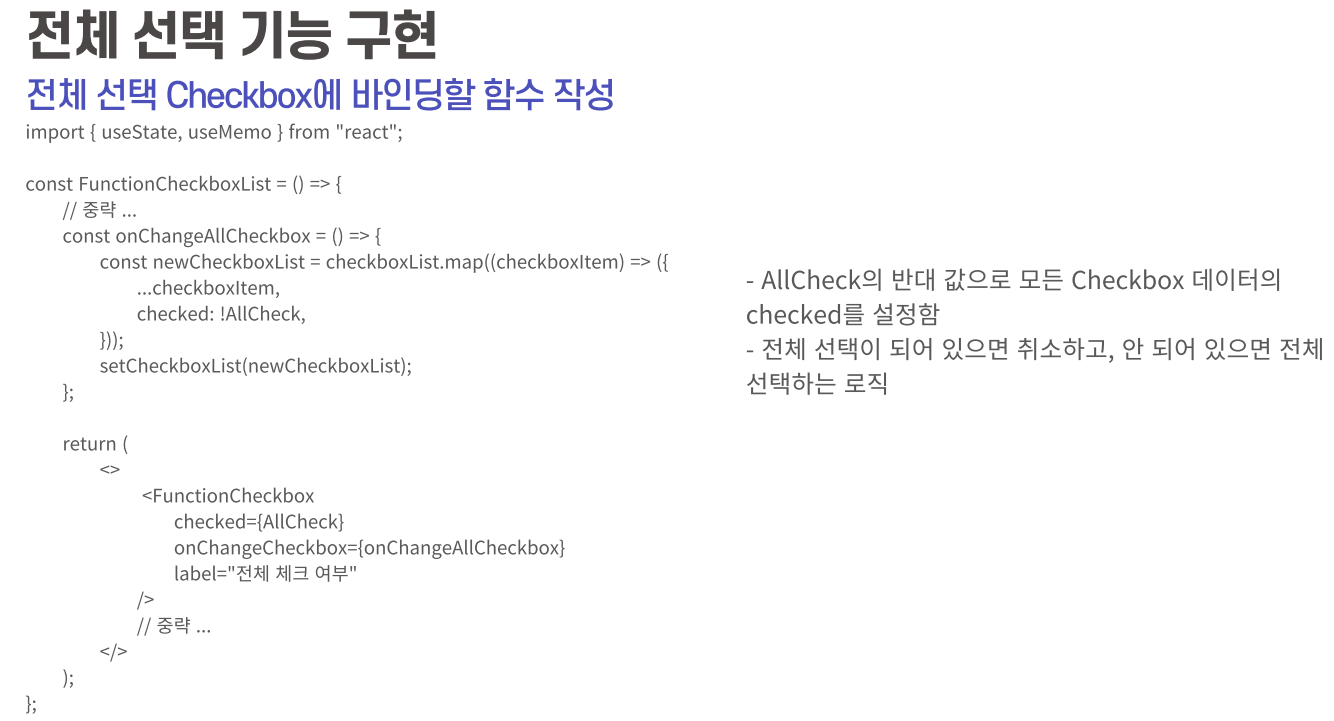 전체 선택 기능 구현
전체 선택 Checkbox에 바인딩할 함수 작성
import { useState, useMemo } from "react";
const FunctionCheckboxList = () => {
// 중략 ...
const onChangeAllCheckbox = () => {
const newCheckboxList = checkboxList.map((checkboxItem) => ({
...checkboxItem,
checked: !AllCheck,
}));
setCheckboxList(newCheckboxList);
};
return (
<>
<FunctionCheckbox
checked={AllCheck}
onChangeCheckbox={onChangeAllCheckbox}
label="전체 체크 여부"
/>
// 중략 ...
</>
);
};
- AllCheck의 반대 값으로 모든 Checkbox 데이터의
checked를 설정함
- 전체 선택이 되어 있으면 취소하고, 안 되어 있으면 전체
선택하는 로직